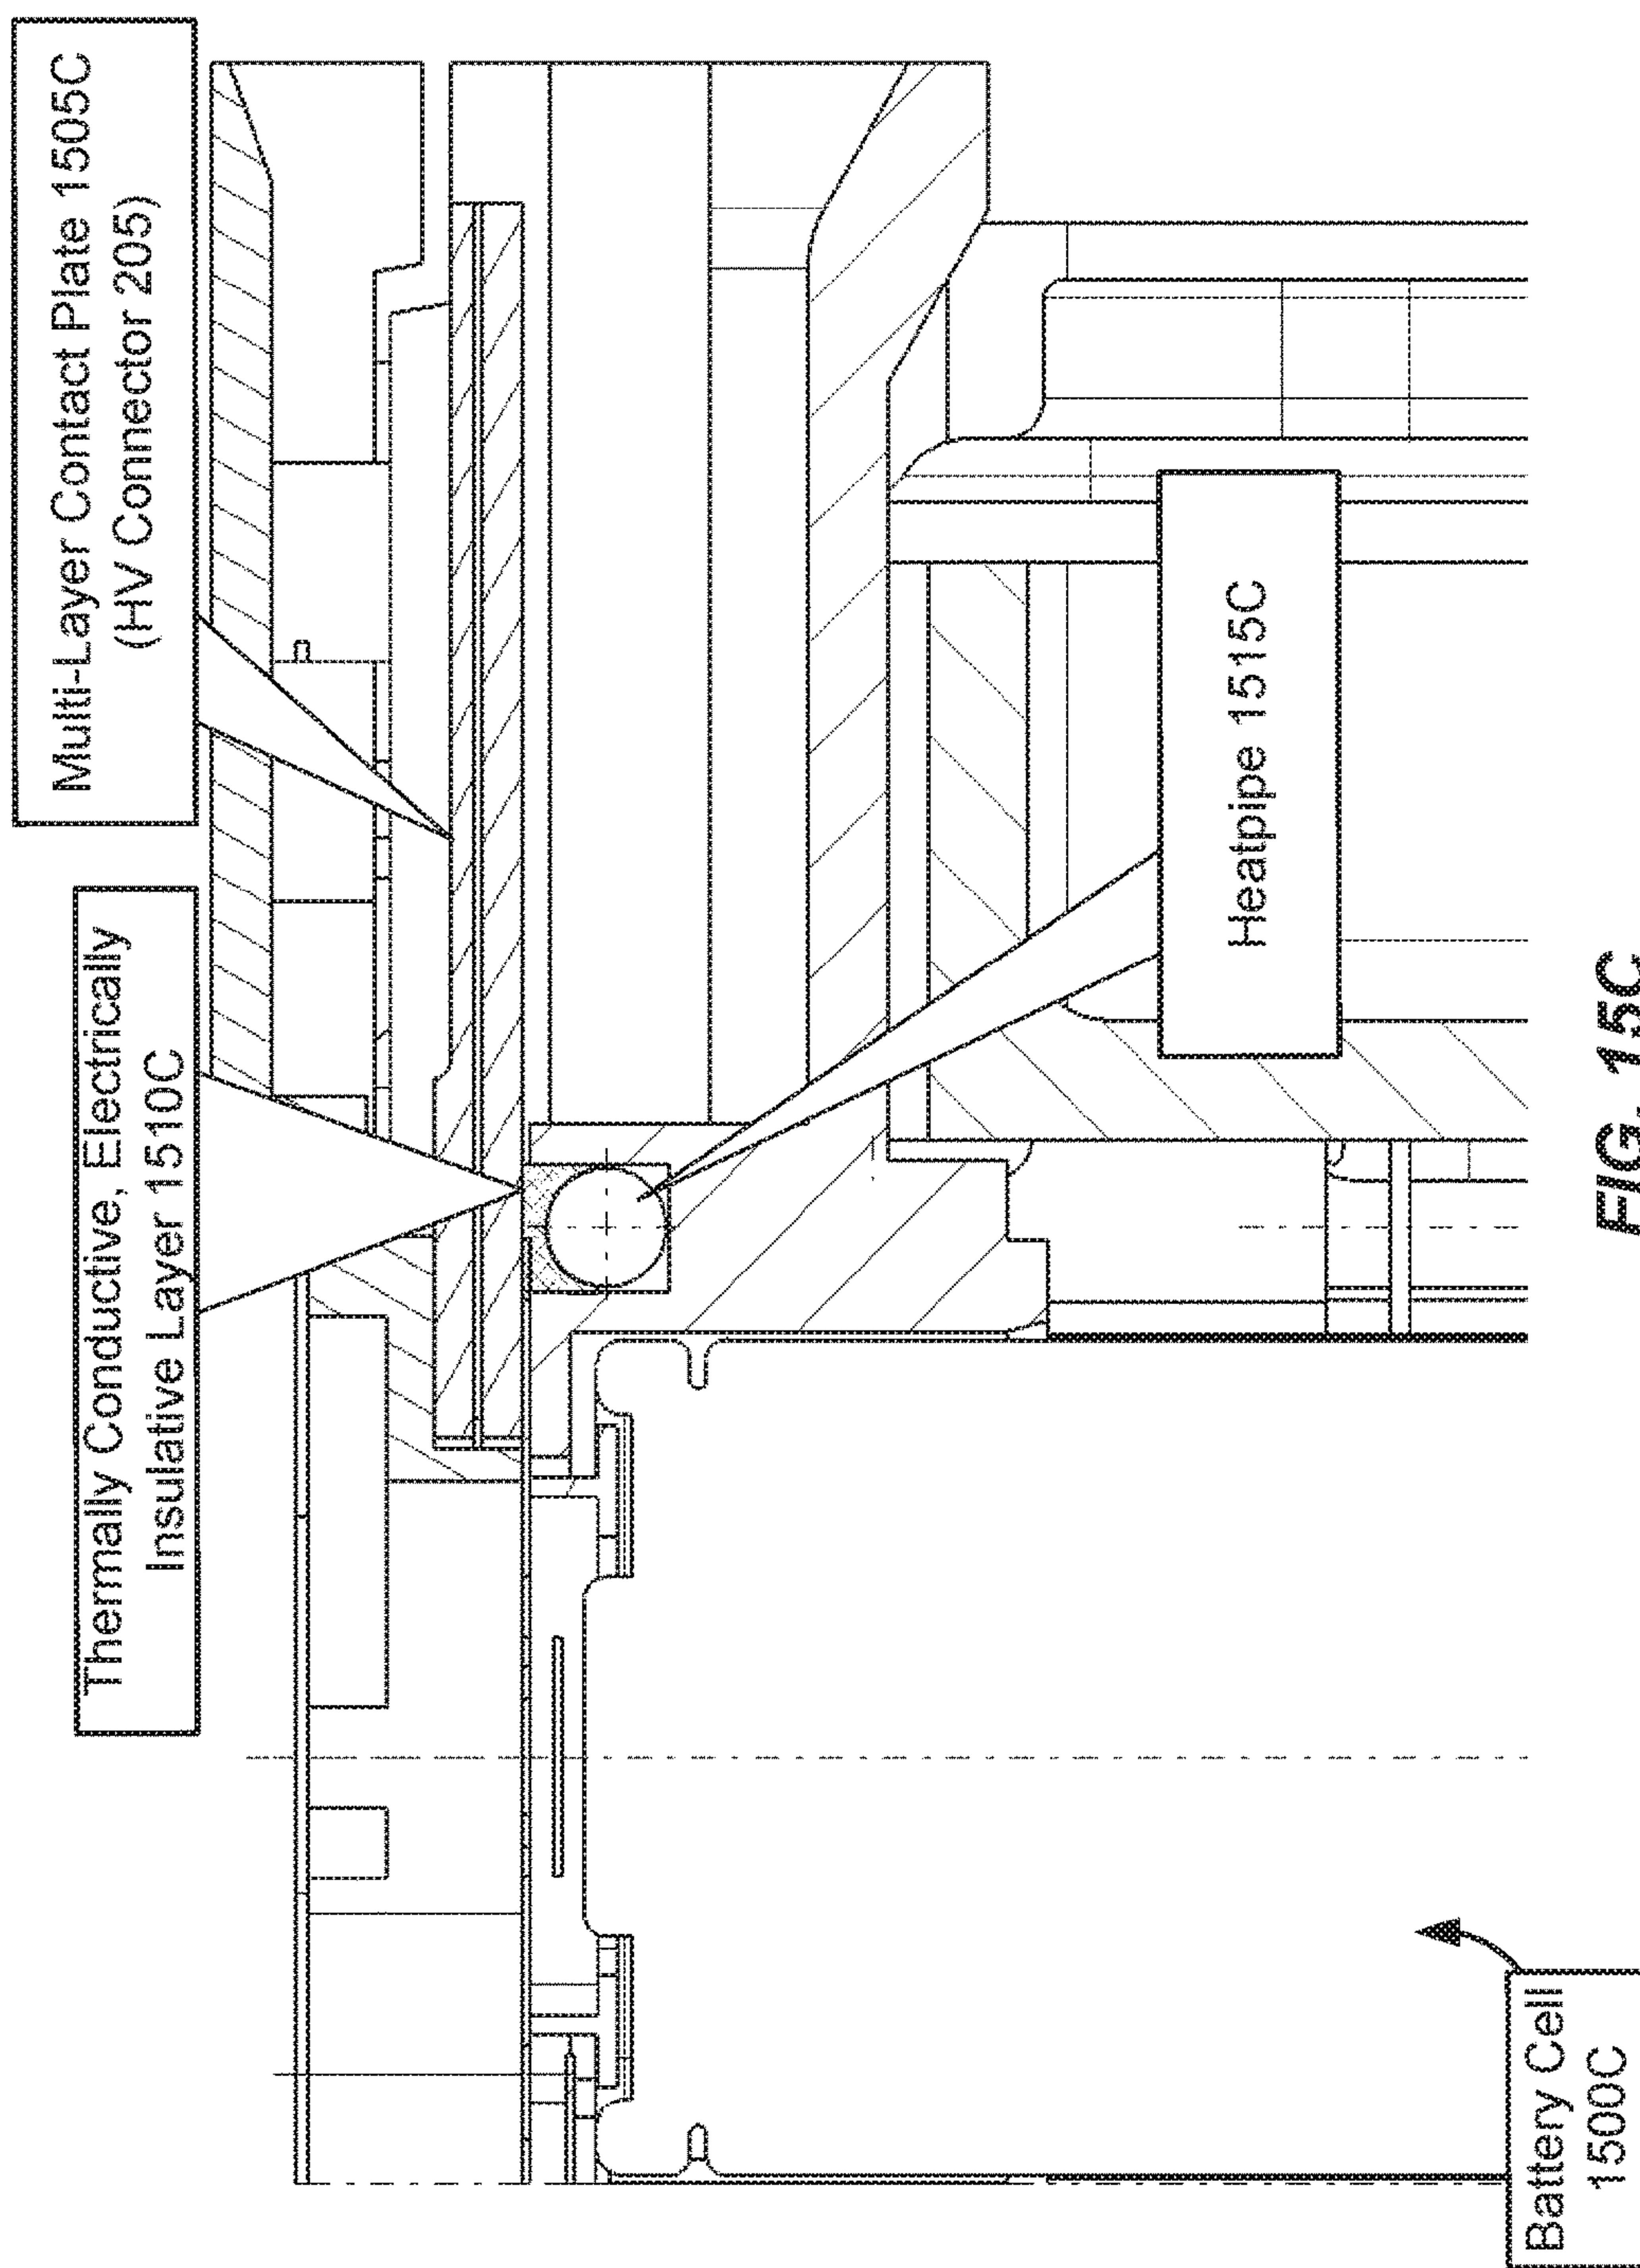 Multi-Layer Contact Plate 1505C
(HV Connector 205)
Thermally Conductive, Electrically
Insulative Layer 1510C
Heatpipe 1515C
Battery Cell
1500C
FIG. 15C